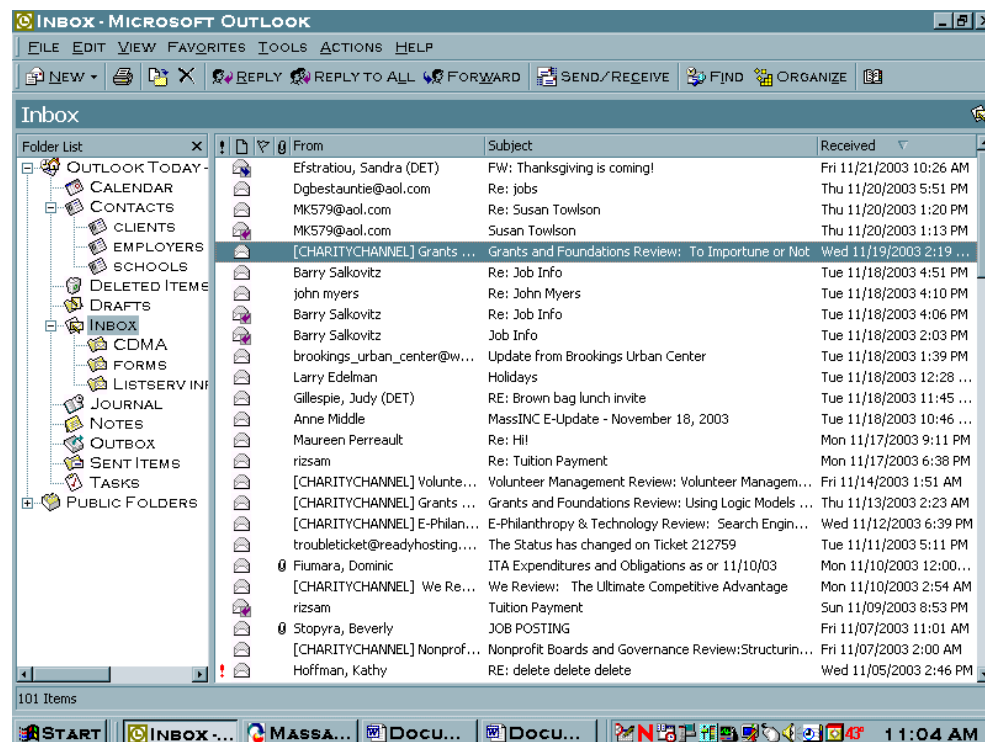 Inbox - Microsoft Outlook
File Edit View Favorites Tools Actions Help
New Reply Reply to All Forward Send/Receive Find Organize
Inbox
Folder List × ! From Subject Received
Outlook Today -
Calendar
Contacts
Clients
Employers
Schools
Deleted Items
Drafts
Inbox
CDMA
Forms
Listserv
Journal
Notes
Outbox
Sent Items
Tasks
Public Folders
Efstratiou, Sandra (DET) FW: Thanksgiving is coming! Fri 11/21/2003 10:26 AM
Dgbestauntie@aol.com Re: jobs Thu 11/20/2003 5:51 PM
MK579@aol.com Re: Susan Towlson Thu 11/20/2003 1:20 PM
MK579@aol.com Susan Towlson Thu 11/20/2003 1:13 PM
[CHARITYCHANNEL] Grants ... Grants and Foundations Review: To Importune or Not Wed 11/19/2003 2:19 ...
Barry Salkovitz Re: Job Info Tue 11/18/2003 4:51 PM
john myers Re: John Myers Tue 11/18/2003 4:10 PM
Barry Salkovitz Re: Job Info Tue 11/18/2003 4:06 PM
Barry Salkovitz Job Info Tue 11/18/2003 2:03 PM
brookings_urban_center@w... Update from Brookings Urban Center Tue 11/18/2003 1:39 PM
Larry Edelman Holidays Tue 11/18/2003 12:28 ...
Gillespie, Judy (DET) RE: Brown bag lunch invite Tue 11/18/2003 11:45 ...
Anne Middle MassINC E-Update - November 18, 2003 Tue 11/18/2003 10:46 ...
Maureen Perreault Re: Hi! Mon 11/17/2003 9:11 PM
rizsam Re: Tuition Payment Mon 11/17/2003 6:38 PM
[CHARITYCHANNEL] Volunte... Volunteer Management Review: Volunteer Managem... Fri 11/14/2003 1:51 AM
[CHARITYCHANNEL] Grants ... Grants and Foundations Review: Using Logic Models ... Thu 11/13/2003 2:23 AM
[CHARITYCHANNEL] E-Philan... E-Philanthropy & Technology Review: Search Engin... Wed 11/12/2003 6:39 PM
troubleticket@readyhosting.... The Status has changed on Ticket 212759 Tue 11/11/2003 5:11 PM
Fiumara, Dominic ITA Expenditures and Obligations as or 11/10/03 Mon 11/10/2003 12:00...
[CHARITYCHANNEL] We Re... We Review: The Ultimate Competitive Advantage Mon 11/10/2003 2:54 AM
rizsam Tuition Payment Sun 11/09/2003 8:53 PM
Stopyra, Beverly JOB POSTING Fri 11/07/2003 11:01 AM
[CHARITYCHANNEL] Nonprof... Nonprofit Boards and Governance Review:Structurin... Fri 11/07/2003 2:00 AM
! Hoffman, Kathy RE: delete delete delete Wed 11/05/2003 2:46 PM
101 Items
Start Inbox -... Massa... Docu... Docu... N 43° 11:04 AM